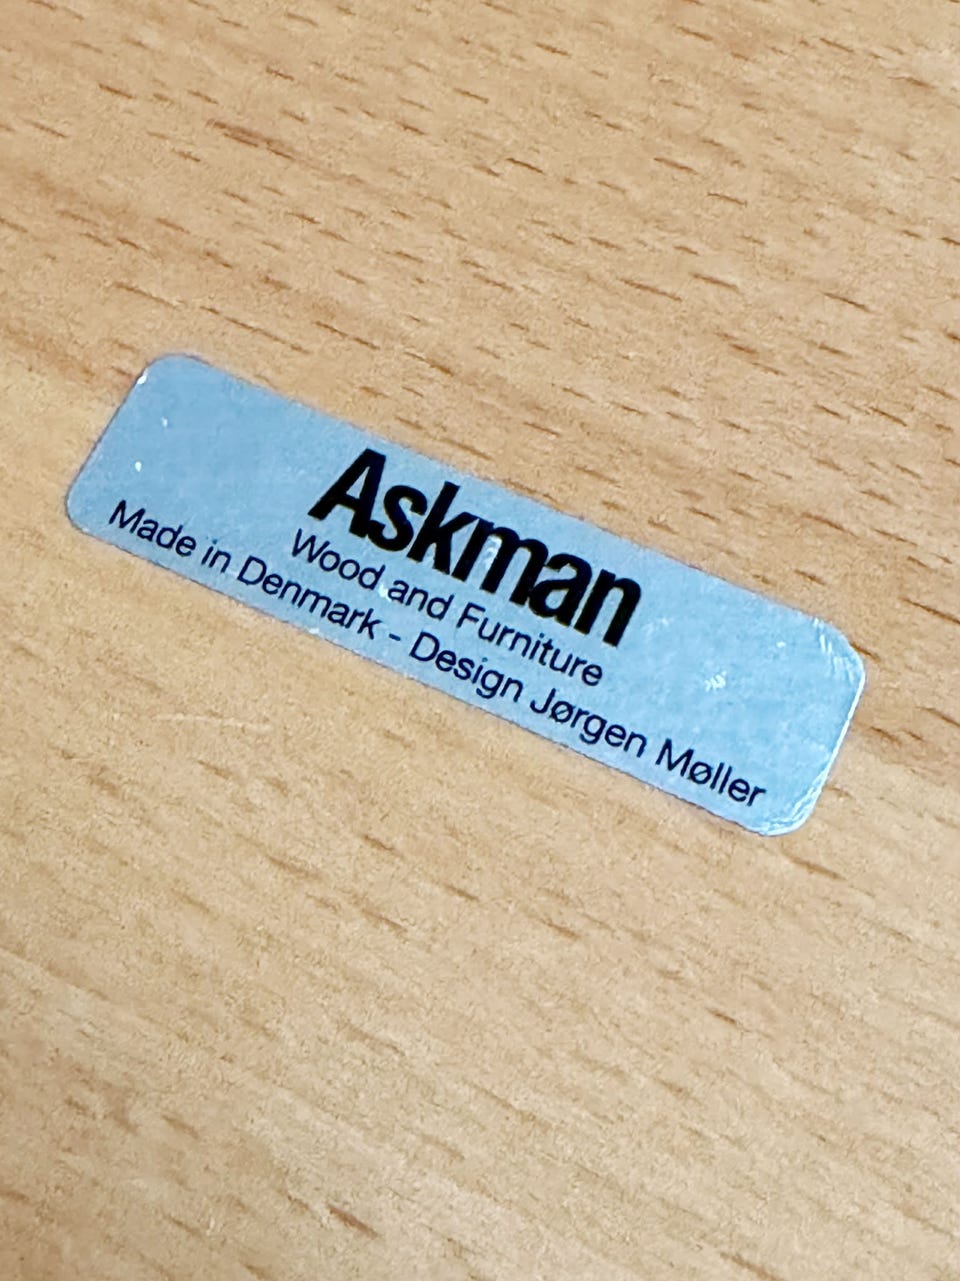 Askman
Wood and Furniture
Made in Denmark - Design Jørgen Møller